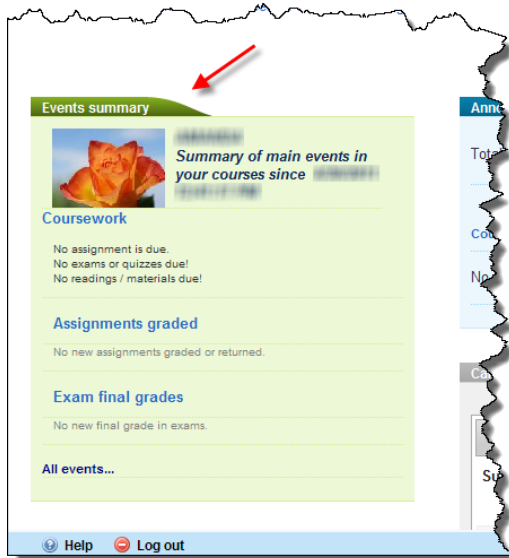 Events summary
Summary of main events in
your courses since
Coursework
No assignment is due.
No exams or quizzes due!
No readings / materials due!
Assignments graded
No new assignments graded or returned.
Exam final grades
No new final grade in exams.
All events...
Help
Log out